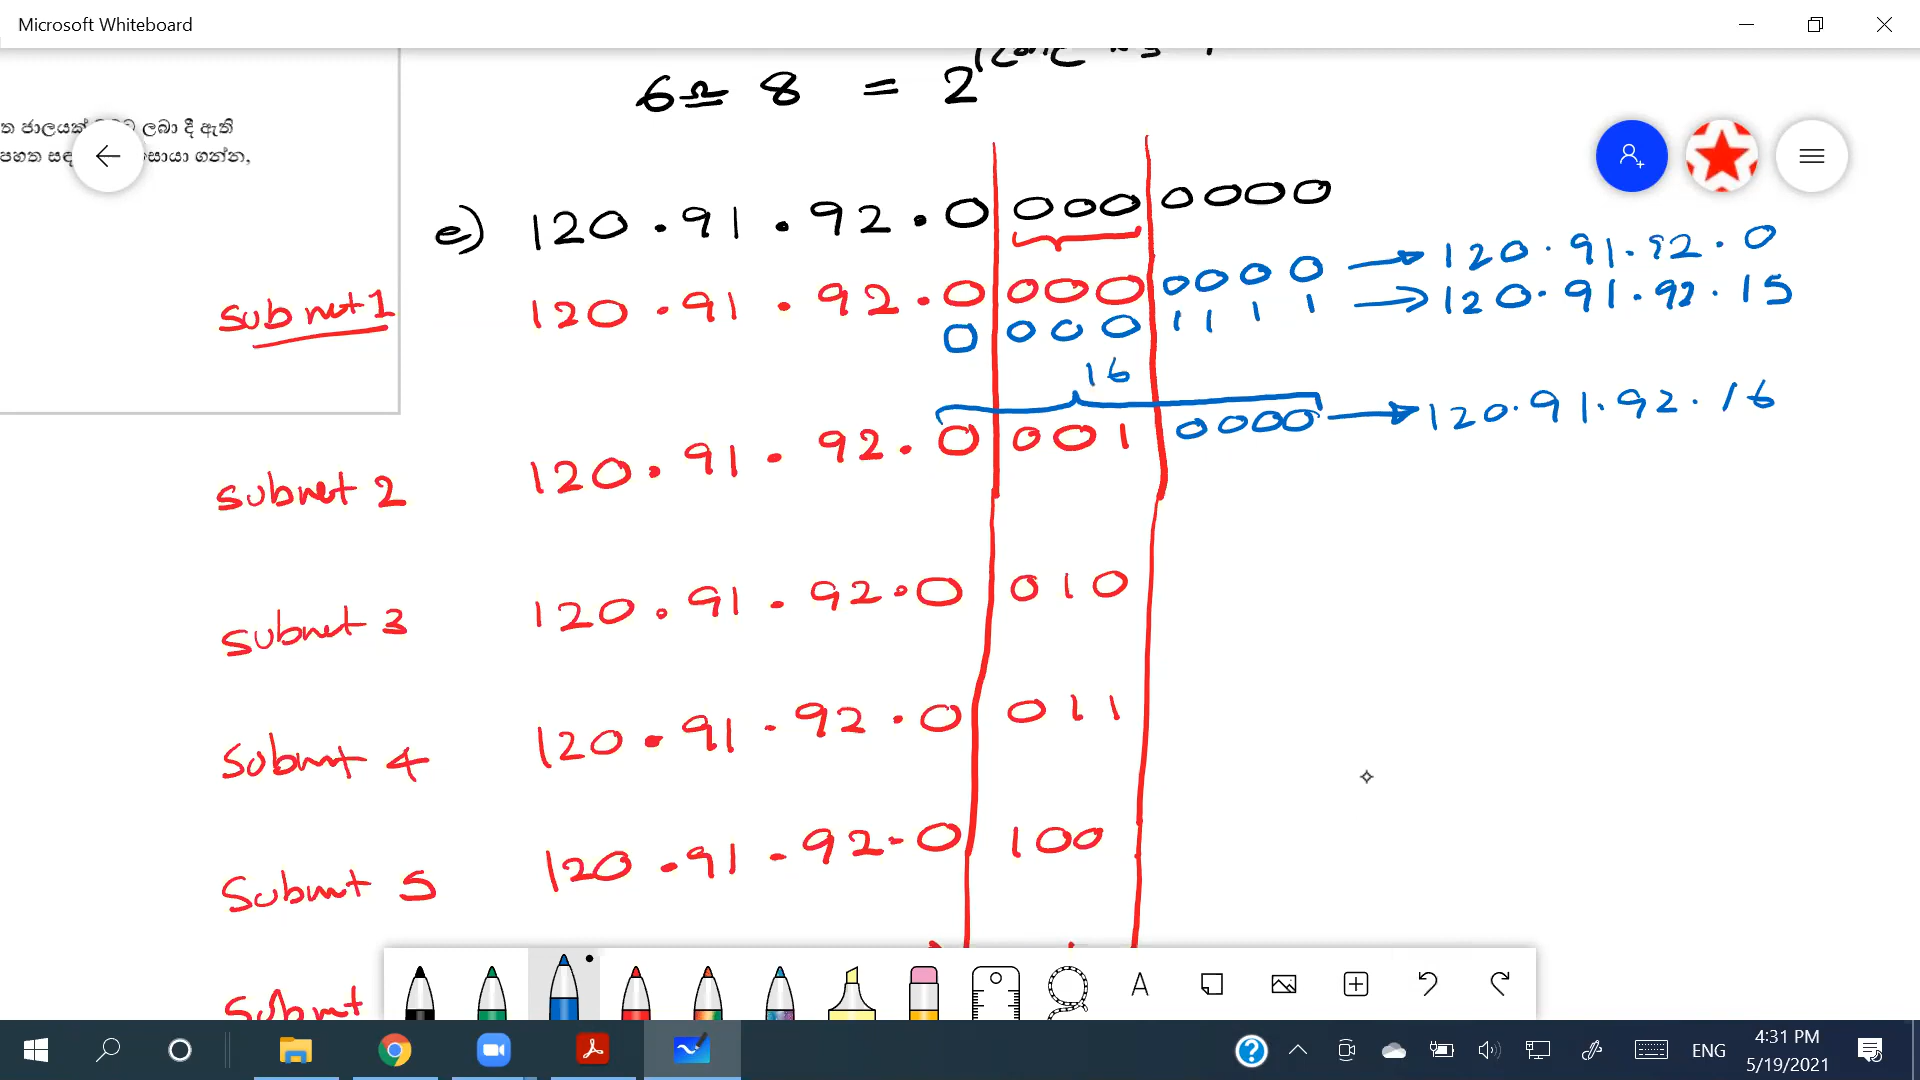 Microsoft Whiteboard
6 ≏ 8 = 2
ත ජාලයක් ලබා දී ඇති
පහත සඳ සොයා ගන්න,
e) 120.91.92.0 000 0000
subnet 1 120.91.92.0 000 0000 → 120.91.92.0
0 000 1111 → 120.91.92.15
16
subnet 2 120.91.92.0 001 0000 → 120.91.92.16
subnet 3 120.91.92.0 010
Subnt 4 120.91.92.0 011
Subnt 5 120.91.92.0 100
Subnt
ENG
4:31 PM
5/19/2021